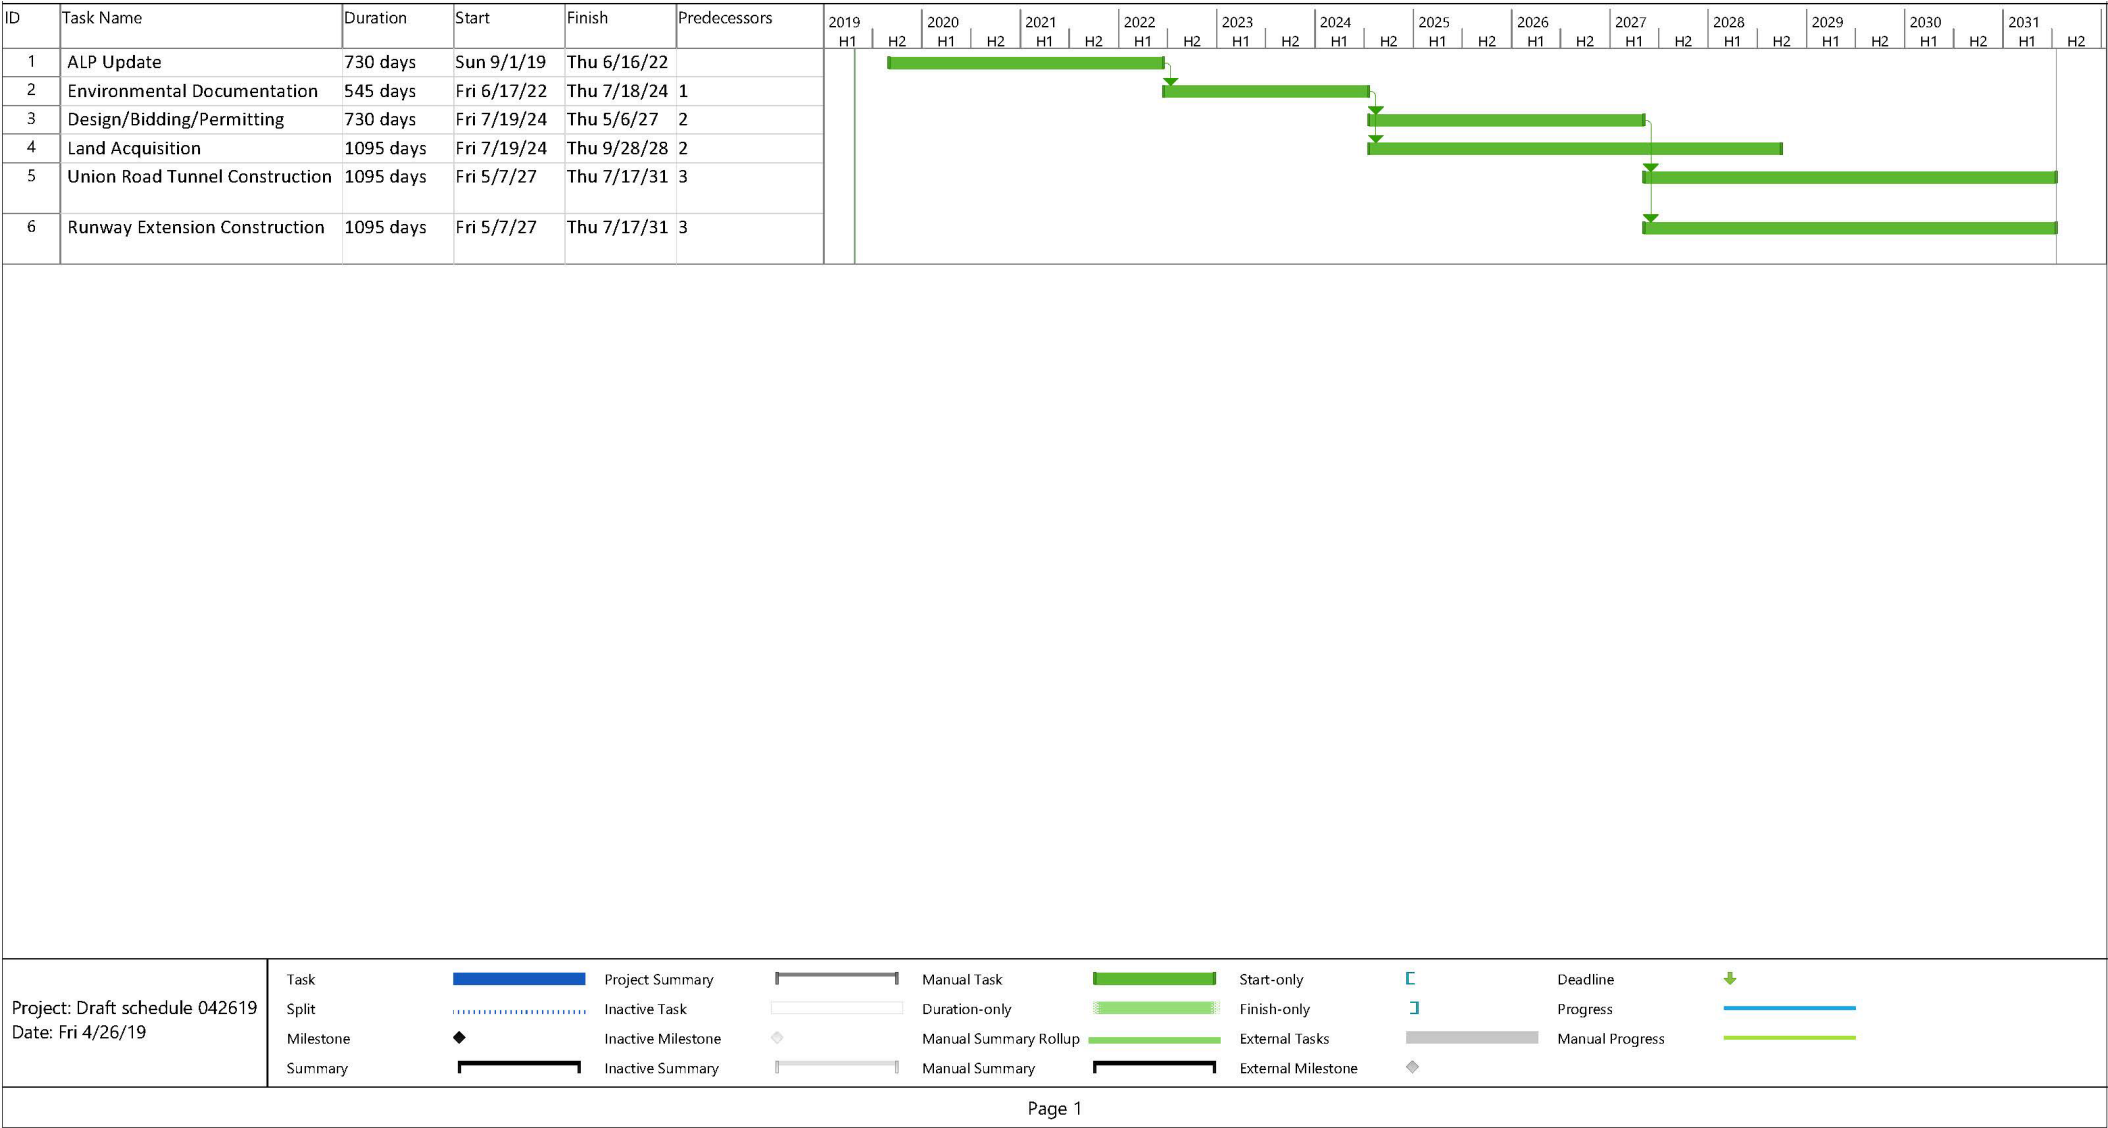 ID Task Name Duration Start Finish Predecessors
2019 2020 2021 2022 2023 2024 2025 2026 2027 2028 2029 2030 2031
H1 H2 H1 H2 H1 H2 H1 H2 H1 H2 H1 H2 H1 H2 H1 H2 H1 H2 H1 H2 H1 H2 H1 H2 H1 H2
1 ALP Update 730 days Sun 9/1/19 Thu 6/16/22
2 Environmental Documentation 545 days Fri 6/17/22 Thu 7/18/24 1
3 Design/Bidding/Permitting 730 days Fri 7/19/24 Thu 5/6/27 2
4 Land Acquisition 1095 days Fri 7/19/24 Thu 9/28/28 2
5 Union Road Tunnel Construction 1095 days Fri 5/7/27 Thu 7/17/31 3
6 Runway Extension Construction 1095 days Fri 5/7/27 Thu 7/17/31 3
Project: Draft schedule 042619
Date: Fri 4/26/19
Task Project Summary Manual Task Start-only Deadline
Split Inactive Task Duration-only Finish-only Progress
Milestone Inactive Milestone Manual Summary Rollup External Tasks Manual Progress
Summary Inactive Summary Manual Summary External Milestone
Page 1